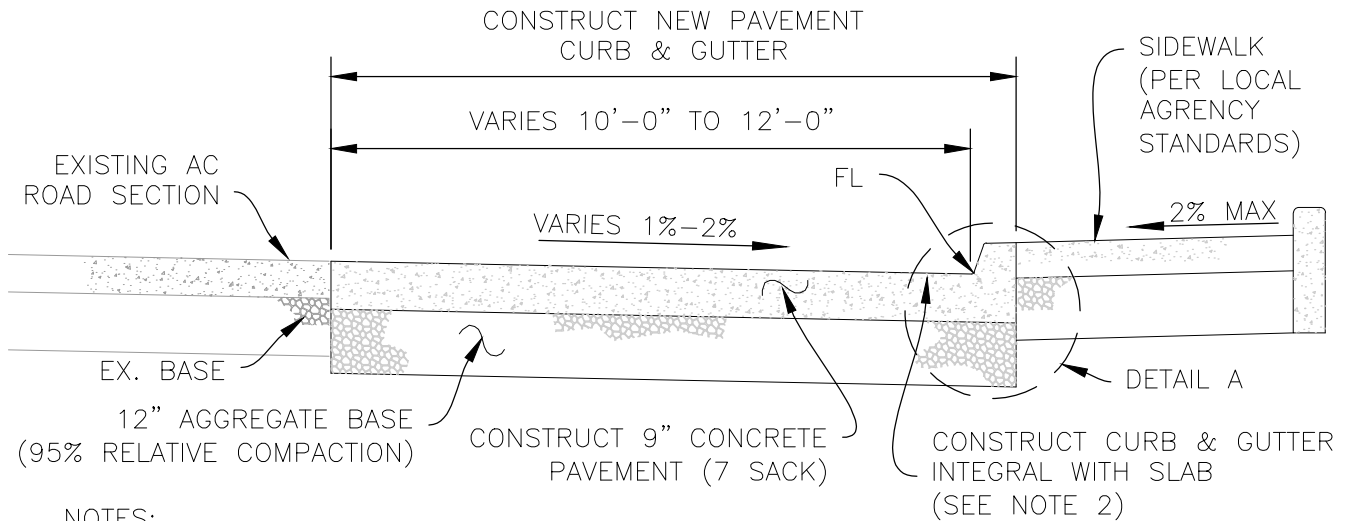 CONSTRUCT NEW PAVEMENT
CURB & GUTTER
SIDEWALK
(PER LOCAL
AGRENCY
STANDARDS)
VARIES 10'-0" TO 12'-0"
EXISTING AC
ROAD SECTION
FL
VARIES 1%-2%
2% MAX
EX. BASE
DETAIL A
12" AGGREGATE BASE
(95% RELATIVE COMPACTION)
CONSTRUCT 9" CONCRETE
PAVEMENT (7 SACK)
CONSTRUCT CURB & GUTTER
INTEGRAL WITH SLAB
(SEE NOTE 2)
NOTES: